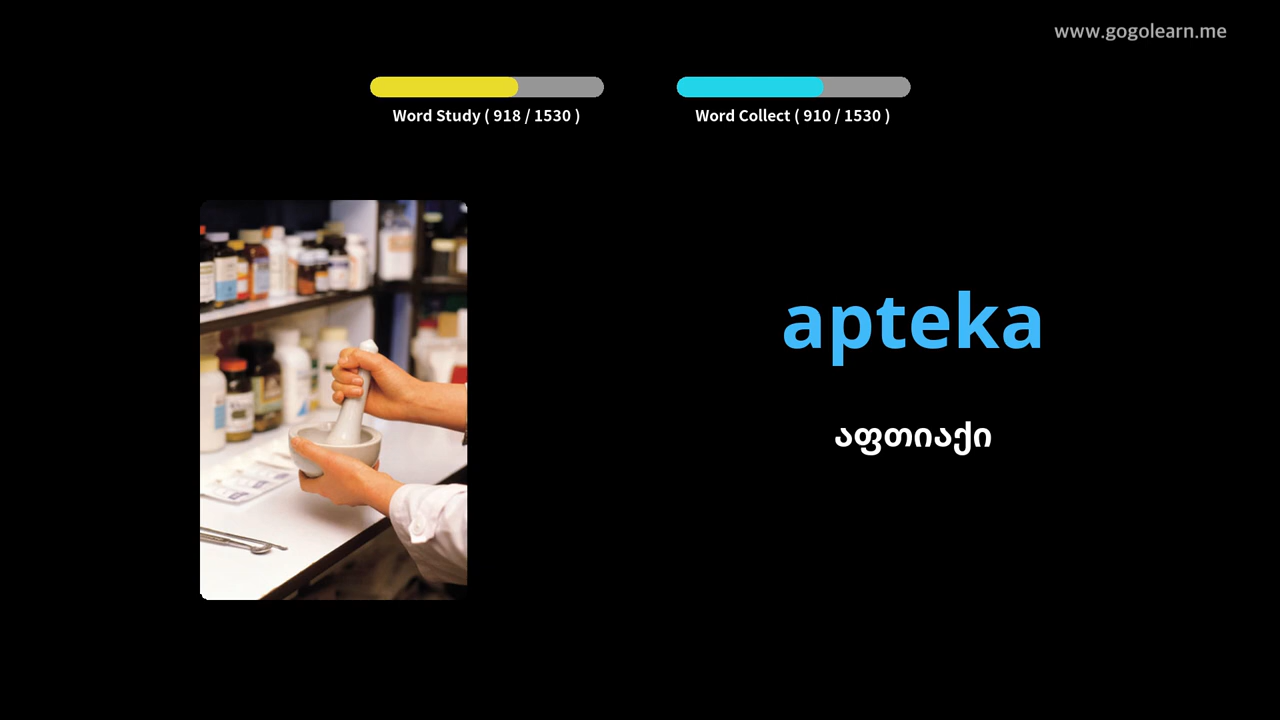 www.gogolearn.me
Word Study ( 918 / 1530 )
Word Collect ( 910 / 1530 )
apteka
აფთიაქი